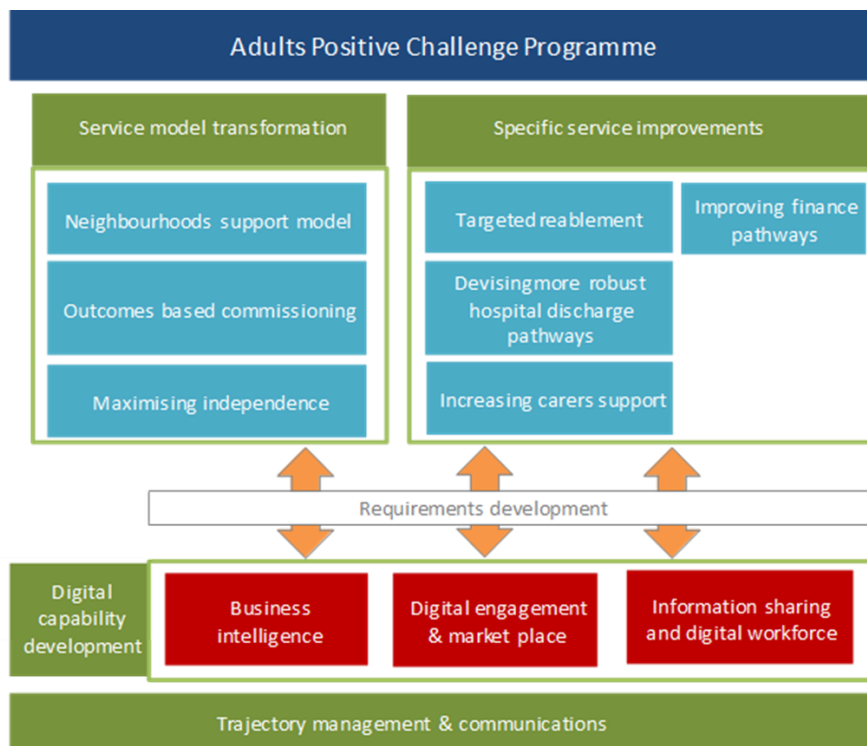 Adults Positive Challenge Programme
Service model transformation
Neighbourhoods support model
Outcomes based commissioning
Maximising independence
Specific service improvements
Targeted reablement
Devisingmore robust
hospital discharge
pathways
Increasing carers support
Improving finance
pathways
Requirements development
Digital
capability
development
Business
intelligence
Digital engagement
& market place
Information sharing
and digital workforce
Trajectory management & communications